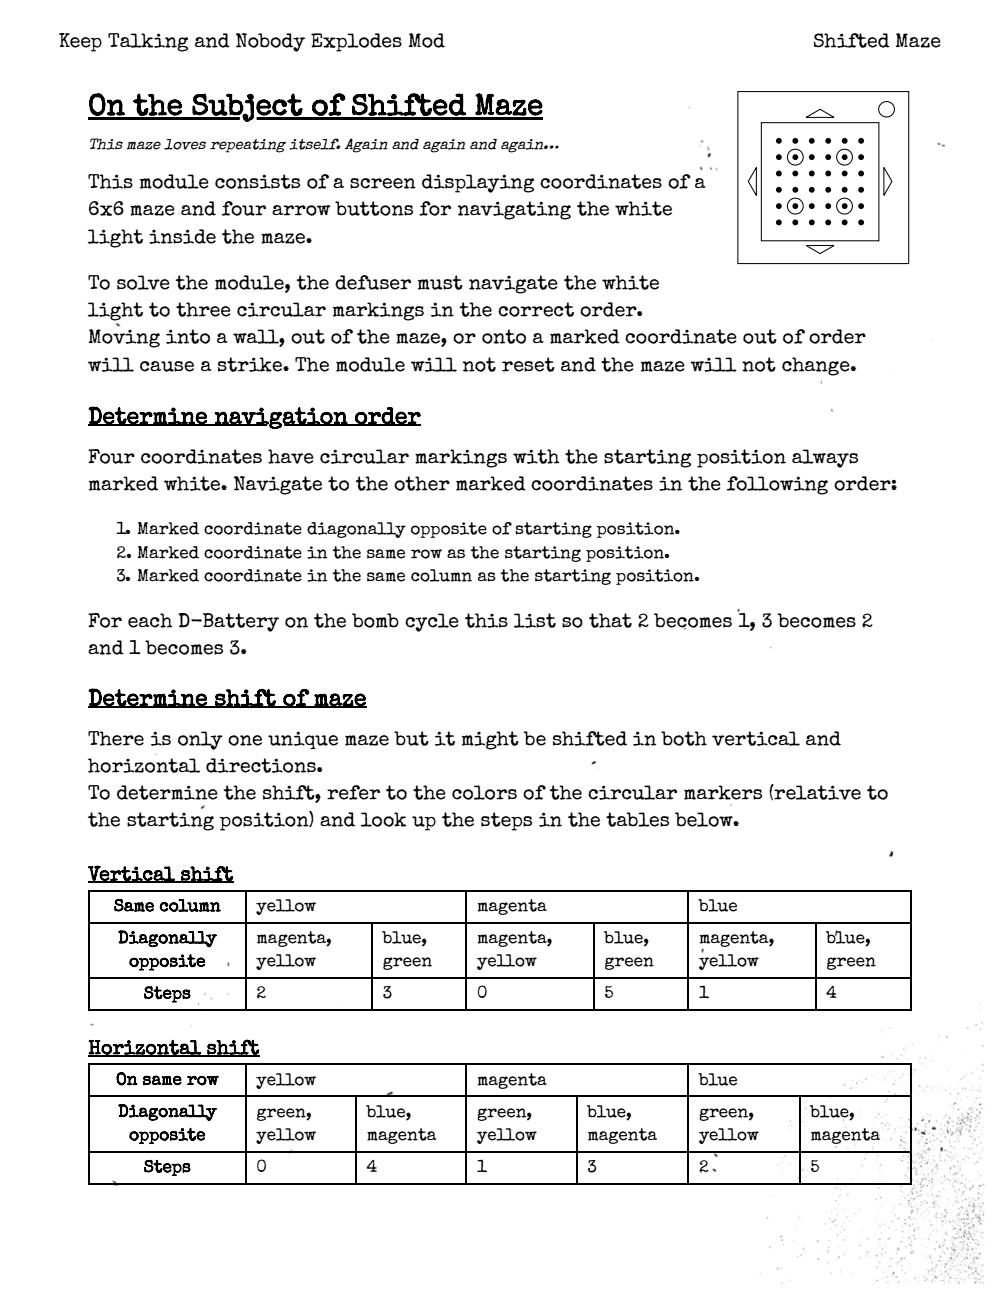 Keep Talking and Nobody Explodes Mod
Shifted Maze
On the Subject of Shifted Maze
This maze loves repeating itself. Again and again and again...
This module consists of a screen displaying coordinates of a
6x6 maze and four arrow buttons for navigating the white
light inside the maze.
To solve the module, the defuser must navigate the white
light to three circular markings in the correct order.
Moving into a wall, out of the maze, or onto a marked coordinate out of order
will cause a strike. The module will not reset and the maze will not change.
Determine navigation order
Four coordinates have circular markings with the starting position always
marked white. Navigate to the other marked coordinates in the following order:
1. Marked coordinate diagonally opposite of starting position.
2. Marked coordinate in the same row as the starting position.
3. Marked coordinate in the same column as the starting position.
For each D-Battery on the bomb cycle this list so that 2 becomes 1, 3 becomes 2
and 1 becomes 3.
Determine shift of maze
There is only one unique maze but it might be shifted in both vertical and
horizontal directions.
To determine the shift, refer to the colors of the circular markers (relative to
the starting position) and look up the steps in the tables below.
Vertical shift
Same column yellow magenta blue
Diagonally magenta, blue, magenta, blue, magenta, blue,
opposite yellow green yellow green yellow green
Steps 2 3 0 5 1 4
Horizontal shift
On same row yellow magenta blue
Diagonally green, blue, green, blue, green, blue,
opposite yellow magenta yellow magenta yellow magenta
Steps 0 4 1 3 2 5